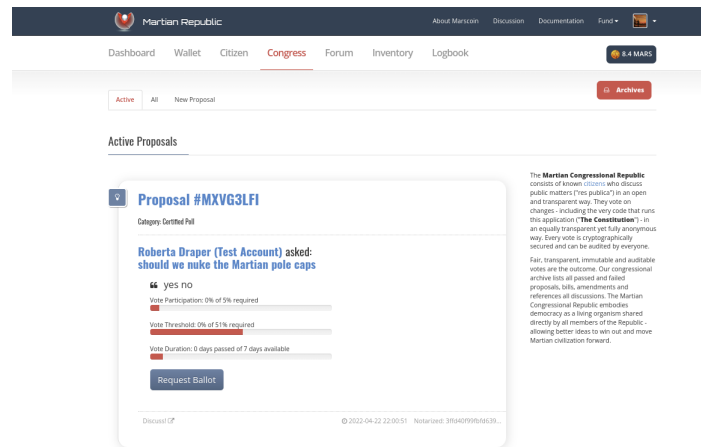 Martian Republic
About Marscoin Discussion Documentation Fund
Dashboard Wallet Citizen Congress Forum Inventory Logbook
8.4 MARS
Active All New Proposal
Archives
Active Proposals
Proposal #MXVG3LFI
Category: Certified Poll
Roberta Draper (Test Account) asked:
should we nuke the Martian pole caps
yes no
Vote Participation: 0% of 5% required
Vote Threshold: 0% of 51% required
Vote Duration: 0 days passed of 7 days available
Request Ballot
Discuss!
2022-04-22 22:00:51 Notarized: 3ffd40f99fbfd639...
The Martian Congressional Republic
consists of known citizens who discuss
public matters ("res publica") in an open
and transparent way. They vote on
changes - including the very code that runs
this application ("The Constitution") - in
an equally transparent yet fully anonymous
way. Every vote is cryptographically
secured and can be audited by everyone.
Fair, transparent, immutable and auditable
votes are the outcome. Our congressional
archive lists all passed and failed
proposals, bills, amendments and
references all discussions. The Martian
Congressional Republic embodies
democracy as a living organism shared
directly by all members of the Republic -
allowing better ideas to win out and move
Martian civilization forward.